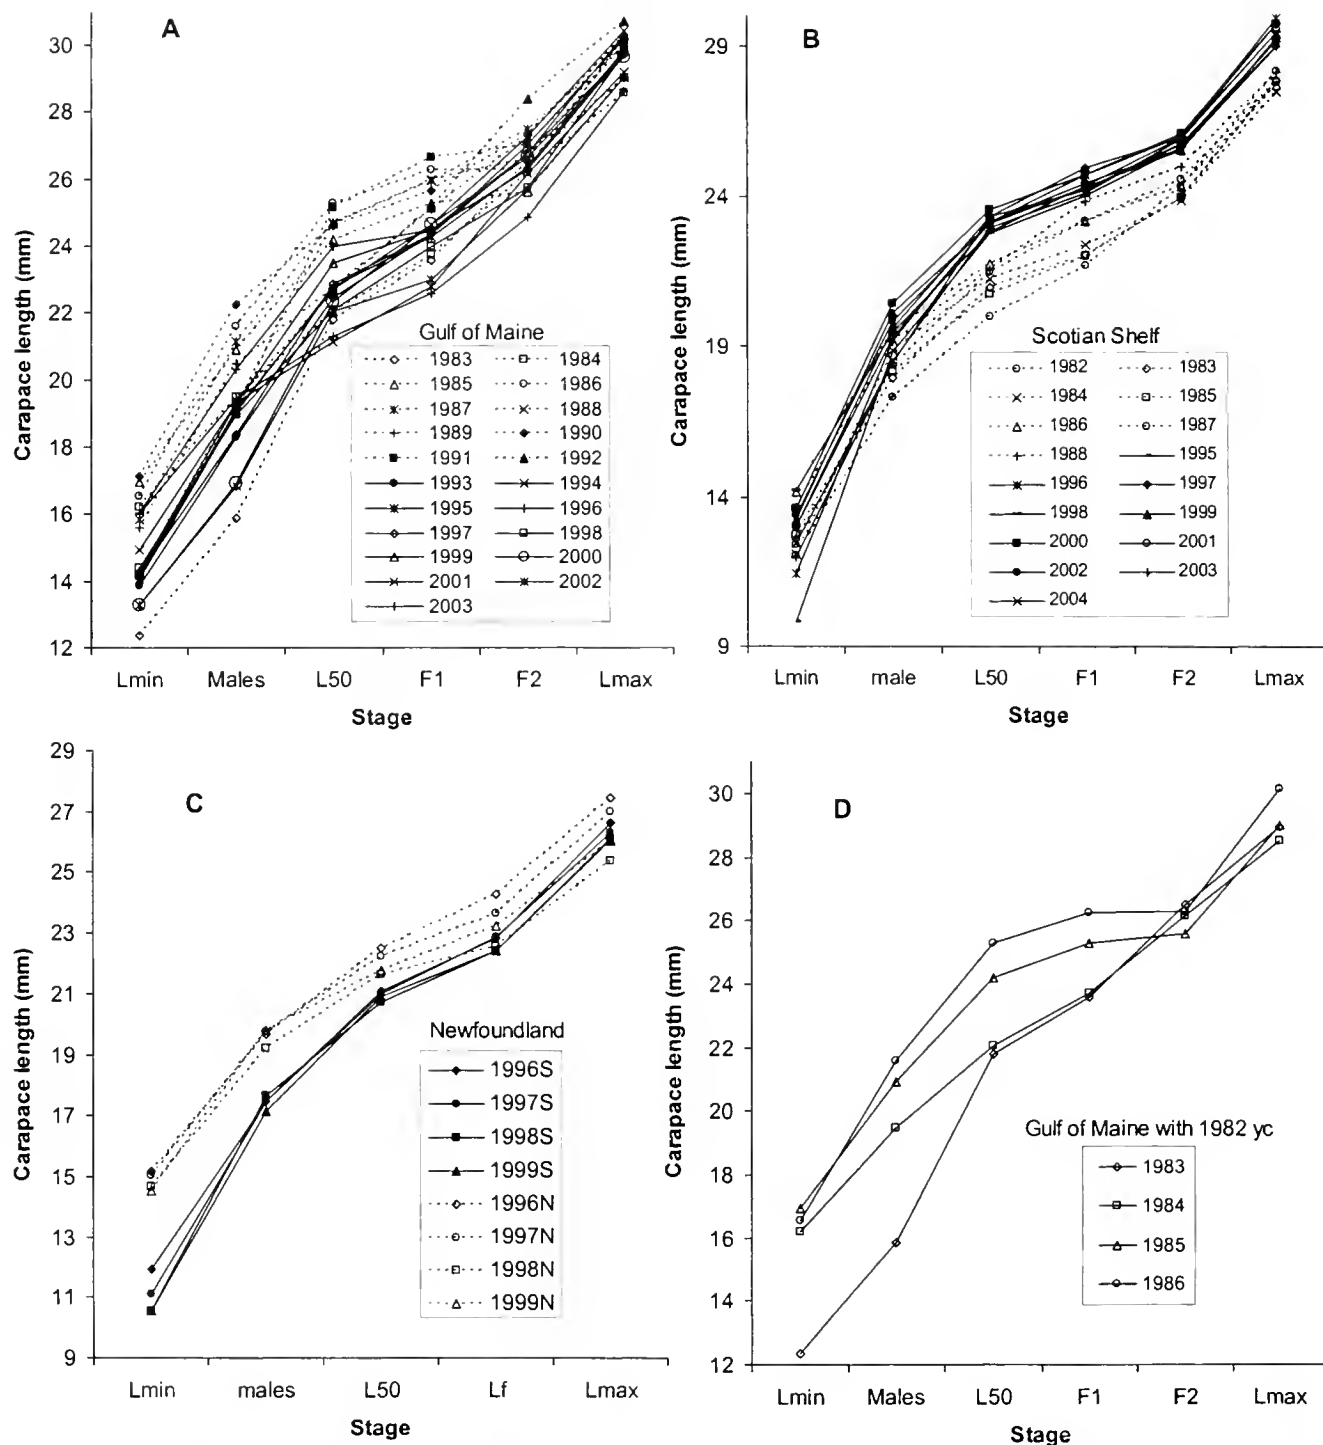 A
Carapace length (mm)
30
28
26
24
22
20
18
16
14
12
Gulf of Maine
1983 1984
1985 1986
1987 1988
1989 1990
1991 1992
1993 1994
1995 1996
1997 1998
1999 2000
2001 2002
2003
Lmin Males L50 F1 F2 Lmax
Stage
B
Carapace length (mm)
29
24
19
14
9
Scotian Shelf
1982 1983
1984 1985
1986 1987
1988 1995
1996 1997
1998 1999
2000 2001
2002 2003
2004
Lmin male L50 F1 F2 Lmax
Stage
C
Carapace length (mm)
29
27
25
23
21
19
17
15
13
11
9
Newfoundland
1996S
1997S
1998S
1999S
1996N
1997N
1998N
1999N
Lmin males L50 Lf Lmax
Stage
D
Carapace length (mm)
30
28
26
24
22
20
18
16
14
12
Gulf of Maine with 1982 yc
1983
1984
1985
1986
Lmin Males L50 F1 F2 Lmax
Stage